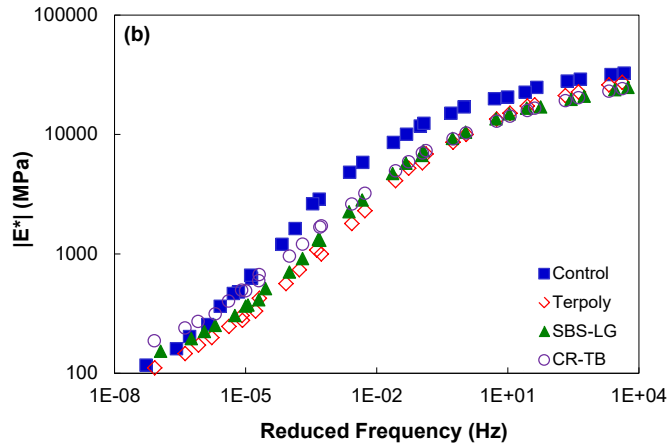 (b)
100000
10000
1000
100
|E*| (MPa)
Control
Terpoly
SBS-LG
CR-TB
1E-08 1E-05 1E-02 1E+01 1E+04
Reduced Frequency (Hz)